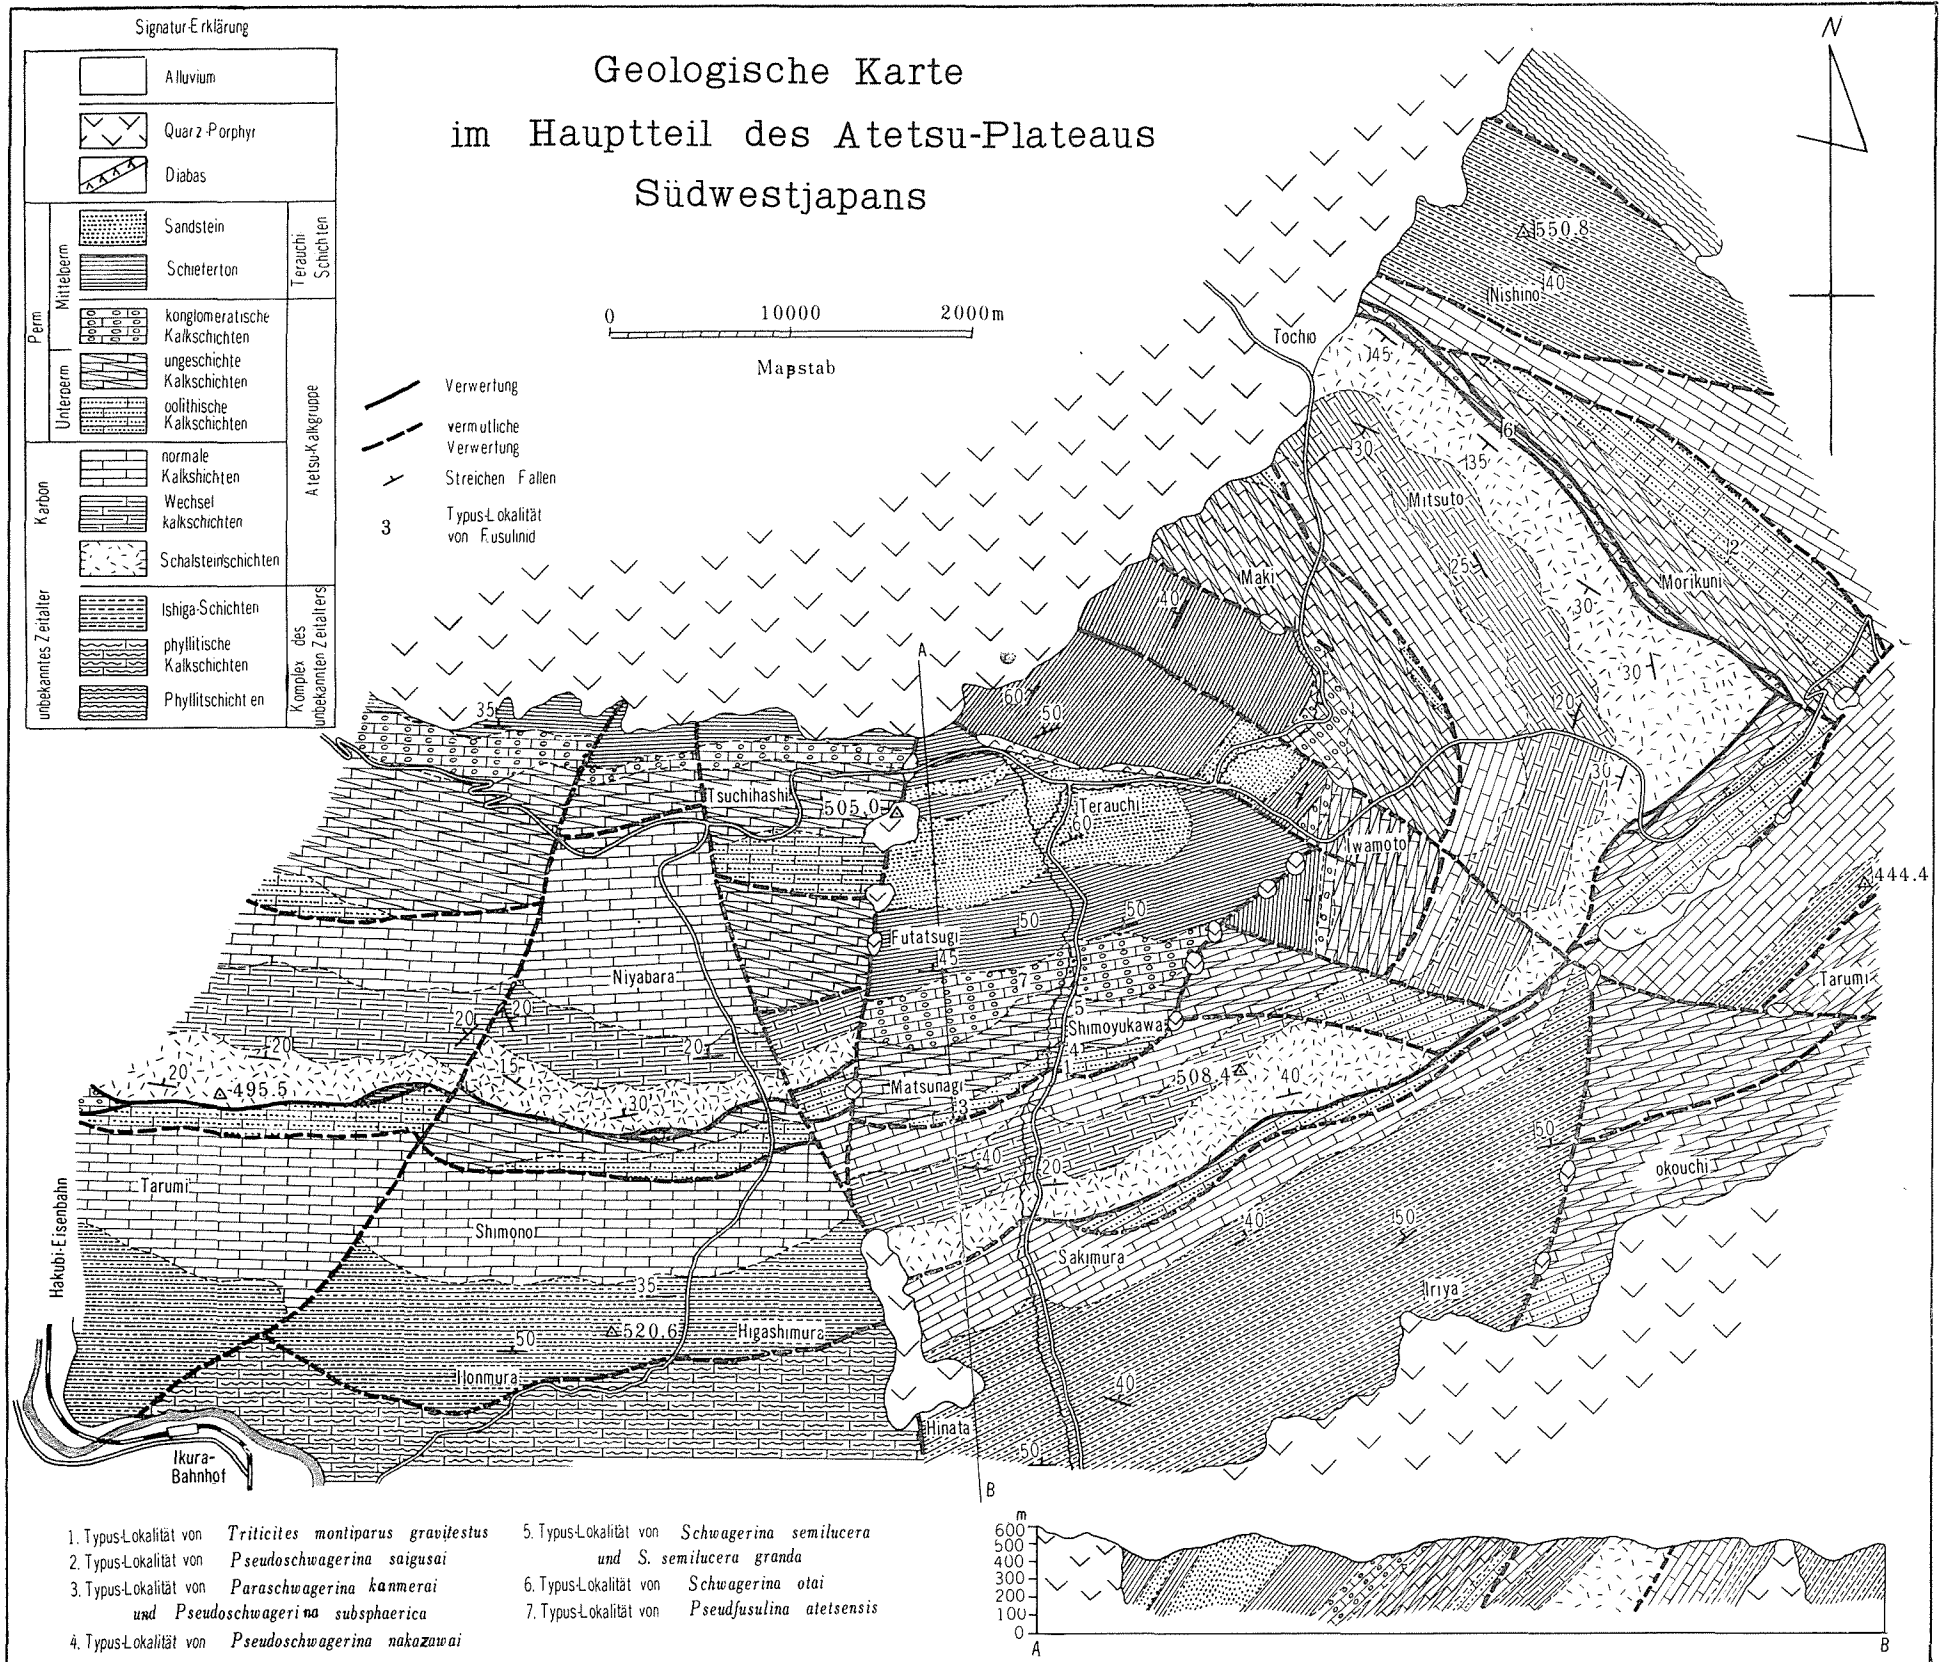 Signatur-Erklärung
Alluvium
Quarz-Porphyr
Diabas
Sandstein
Schieferton
konglomeratische
Kalkschichten
ungeschichte
Kalkschichten
oolithische
Kalkschichten
normale
Kalkshichten
Wechsel
kalkschichten
Schalsteinschichten
Ishiga-Schichten
phyllitische
Kalkschichten
Phyllitschichten
Perm
Mittelperm
Unterperm
Karbon
unbekanntes Zeitalter
Terauchi
Schichten
Atetsu-Kalkgruppe
Komplex des
unbekannten Zeitalters
Geologische Karte
im Hauptteil des Atetsu-Plateaus
Südwestjapans
0 10000 2000m
Maβstab
Verwertung
vermutliche
Verwertung
Streichen Fallen
3 Typus-Lokalität
von Fusulinid
N
550.8
40
Nishino
Tochio
45
6
35
30
Mitsuto
2
25
Morikuni
Maki
40
30
30
A
60
50
20
35
30
Tsuchihashi
505.0
Terauchi
60
Iwamoto
444.4
50
50
Futatsugi
45
Niyabara
7
Tarumi
20
20
5
Shimoyukawa
20
20
4
1
508.4
40
20
495.5
15
Matsunagi
3
30
50
40
20
okouchi
Tarumi
Shimono
40
50
Sakimura
Iriya
35
520.6
Higashimura
50
Honmura
40
Hinata
50
B
Hakubi-Eisenbahn
Ikura-
Bahnhof
1. Typus-Lokalität von Triticites montiparus gravitestus
2. Typus-Lokalität von Pseudoschwagerina saigusai
3. Typus-Lokalität von Paraschwagerina kanmerai
und Pseudoschwagerina subsphaerica
4. Typus-Lokalität von Pseudoschwagerina nakazawai
5. Typus-Lokalität von Schwagerina semilucera
und S. semilucera granda
6. Typus-Lokalität von Schwagerina otai
7. Typus-Lokalität von Pseudfusulina atetsensis
m
600
500
400
300
200
100
0
A B